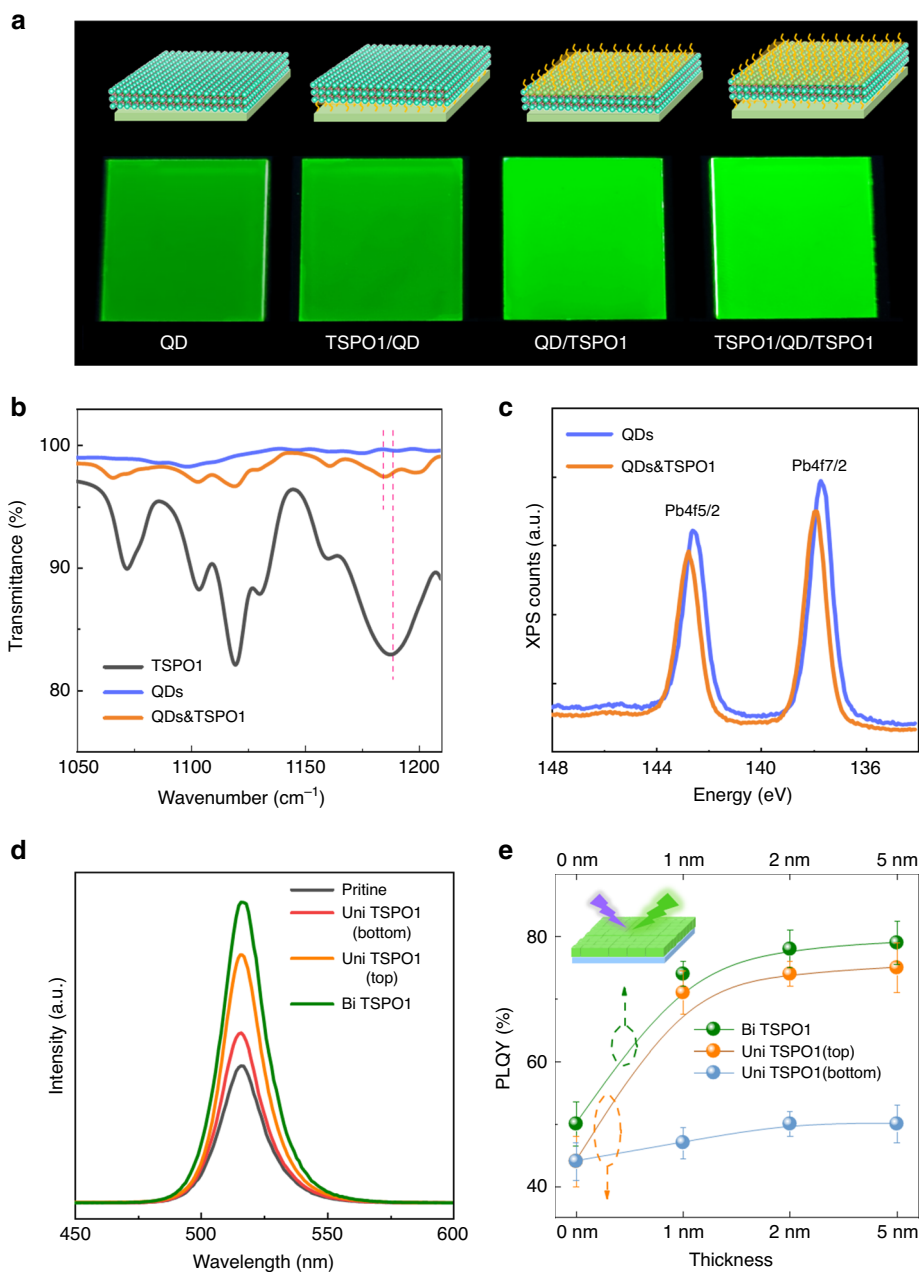 a
QD
TSPO1/QD
QD/TSPO1
TSPO1/QD/TSPO1
b
100
90
80
Transmittance (%)
TSPO1
QDs
QDs&TSPO1
1050
1100
1150
1200
Wavenumber (cm⁻¹)
c
QDs
QDs&TSPO1
Pb4f7/2
Pb4f5/2
XPS counts (a.u.)
148
144
140
136
Energy (eV)
d
Pritine
Uni TSPO1
(bottom)
Uni TSPO1
(top)
Bi TSPO1
Intensity (a.u.)
450
500
550
600
Wavelength (nm)
e
0 nm
1 nm
2 nm
5 nm
80
60
40
PLQY (%)
Bi TSPO1
Uni TSPO1(top)
Uni TSPO1(bottom)
0 nm
1 nm
2 nm
5 nm
Thickness